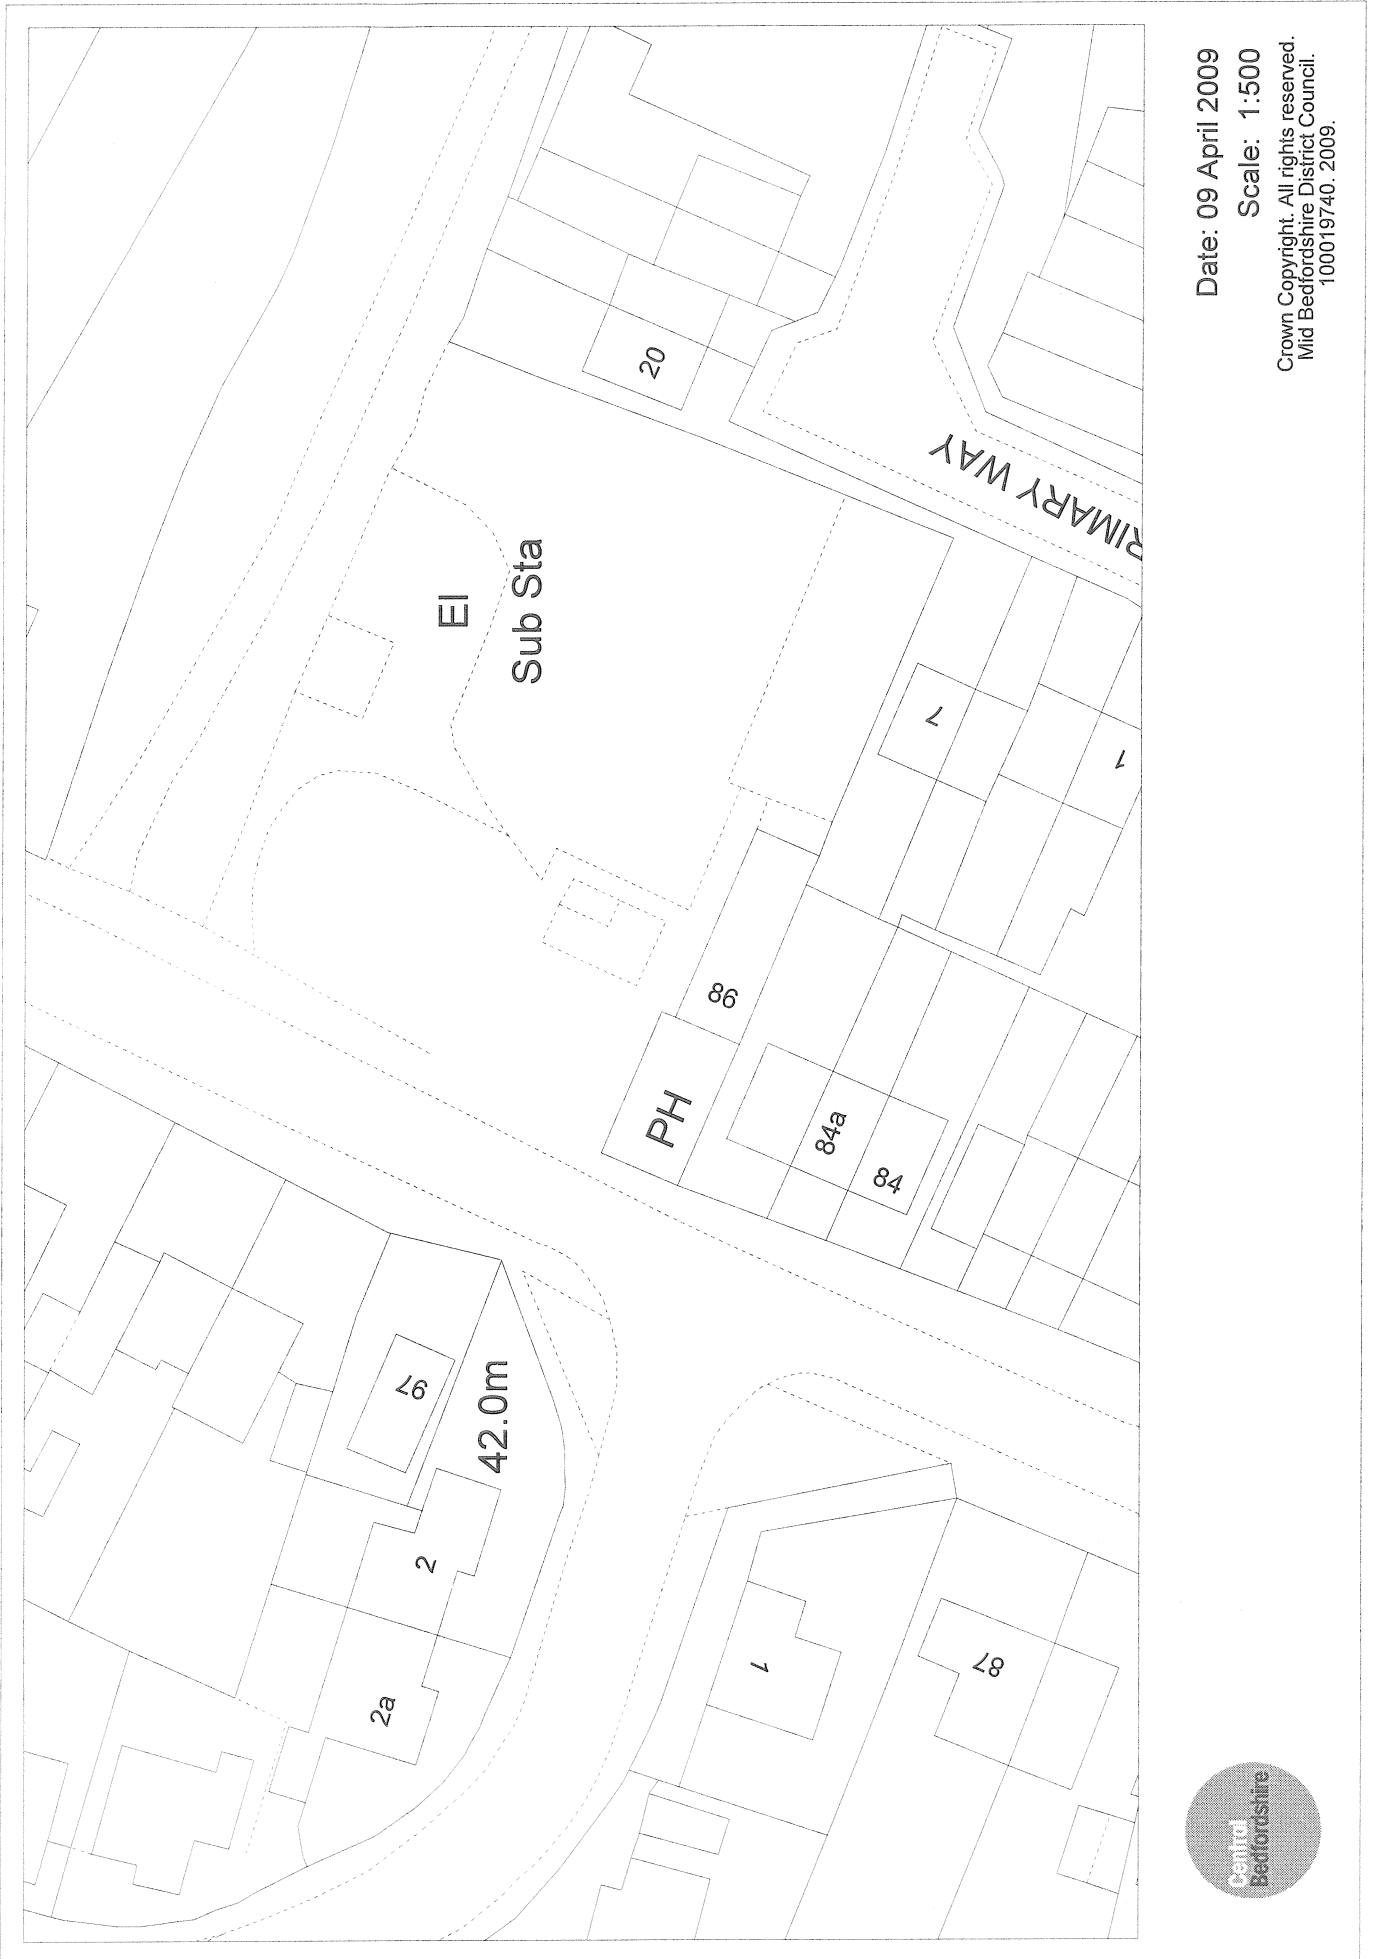 Date: 09 April 2009
Scale: 1:500
Crown Copyright. All rights reserved.
Mid Bedfordshire District Council.
100019740. 2009.
20
RIMARY WAY
El
Sub Sta
7
1
98
PH
84a
84
97
42.0m
2
2a
1
87
Central
Bedfordshire